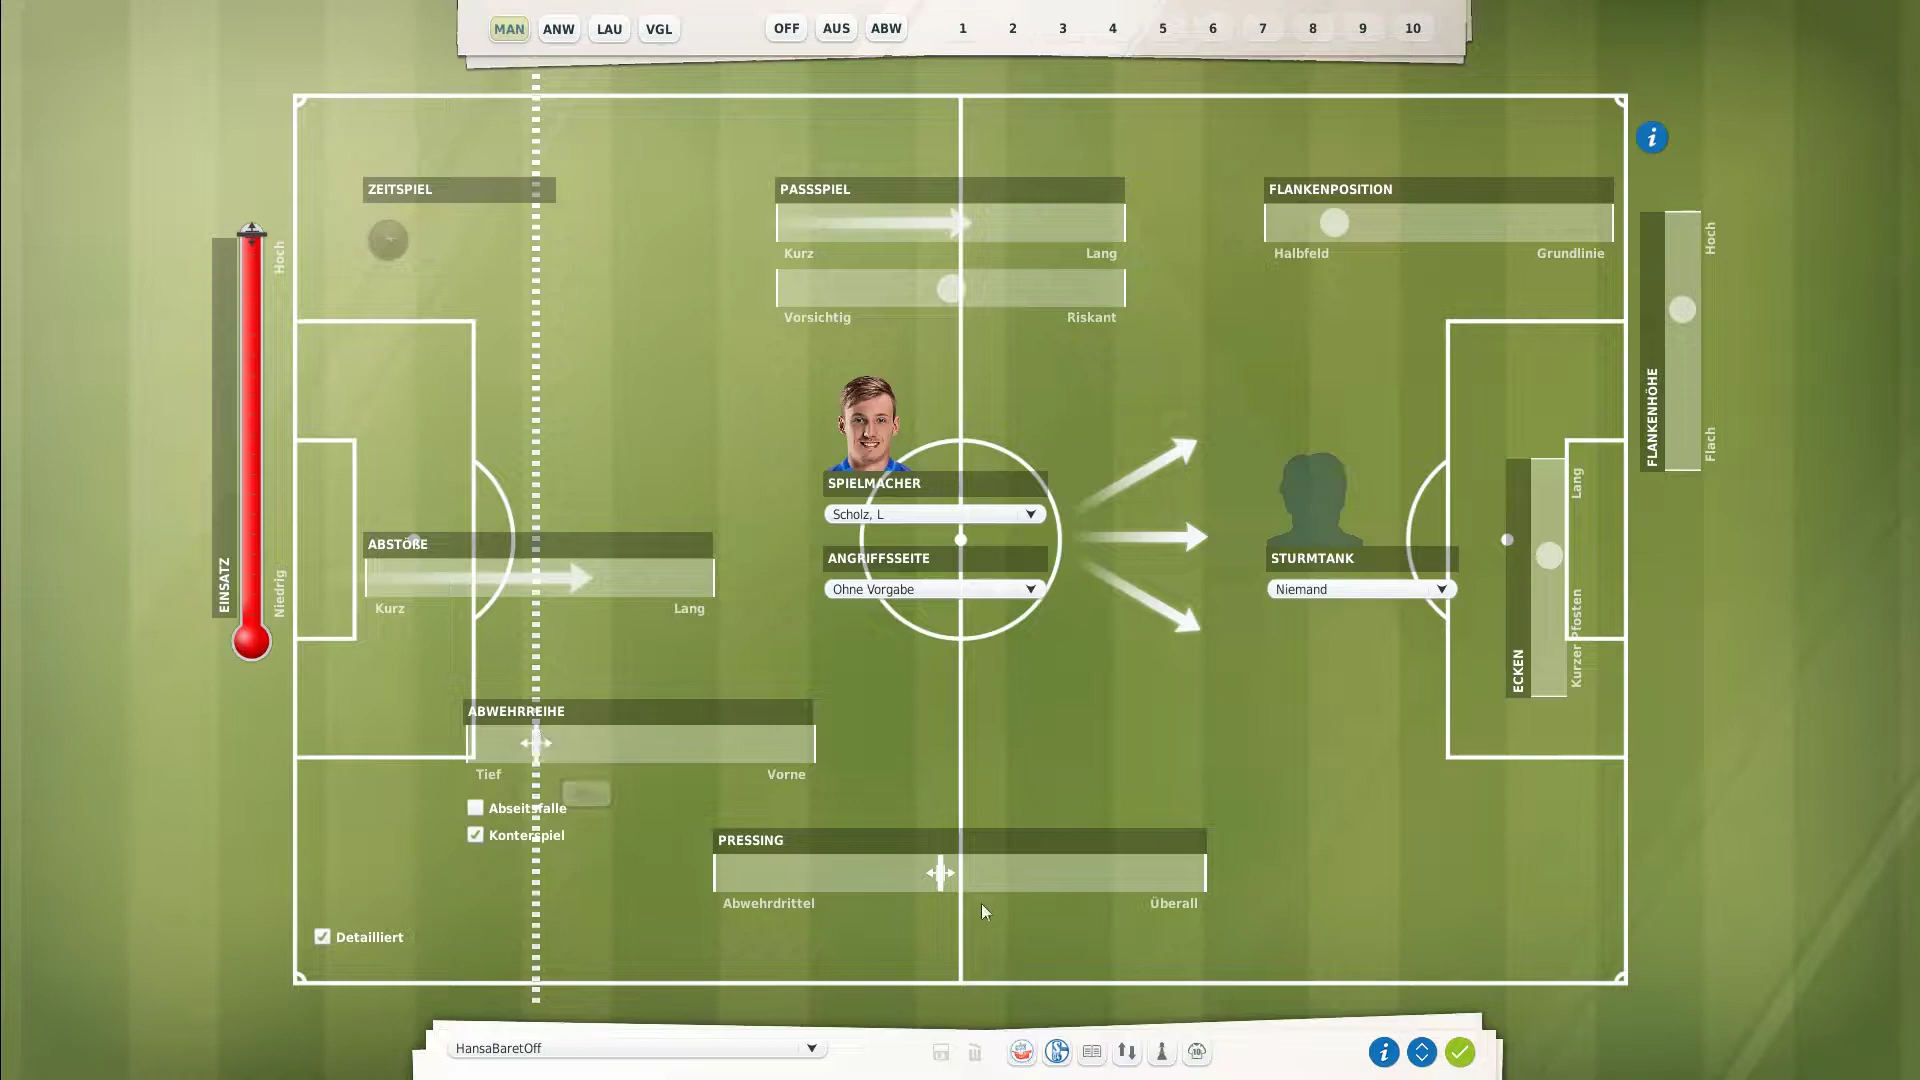 MAN ANW LAU VGL OFF AUS ABW 1 2 3 4 5 6 7 8 9 10
ZEITSPIEL
PASSSPIEL
Kurz Lang
Vorsichtig Riskant
FLANKENPOSITION
Halbfeld Grundlinie
EINSATZ
Hoch
Niedrig
FLANKENHÖHE
Hoch
Flach
SPIELMACHER
Scholz, L
ANGRIFFSSEITE
Ohne Vorgabe
STURMTANK
Niemand
ABSTÖßE
Kurz Lang
ECKEN
Lang
Kurzer Pfosten
ABWEHRREIHE
Tief Vorne
Abseitsfalle
Konterspiel
PRESSING
Abwehrdrittel Überall
Detailliert
HansaBaretOff